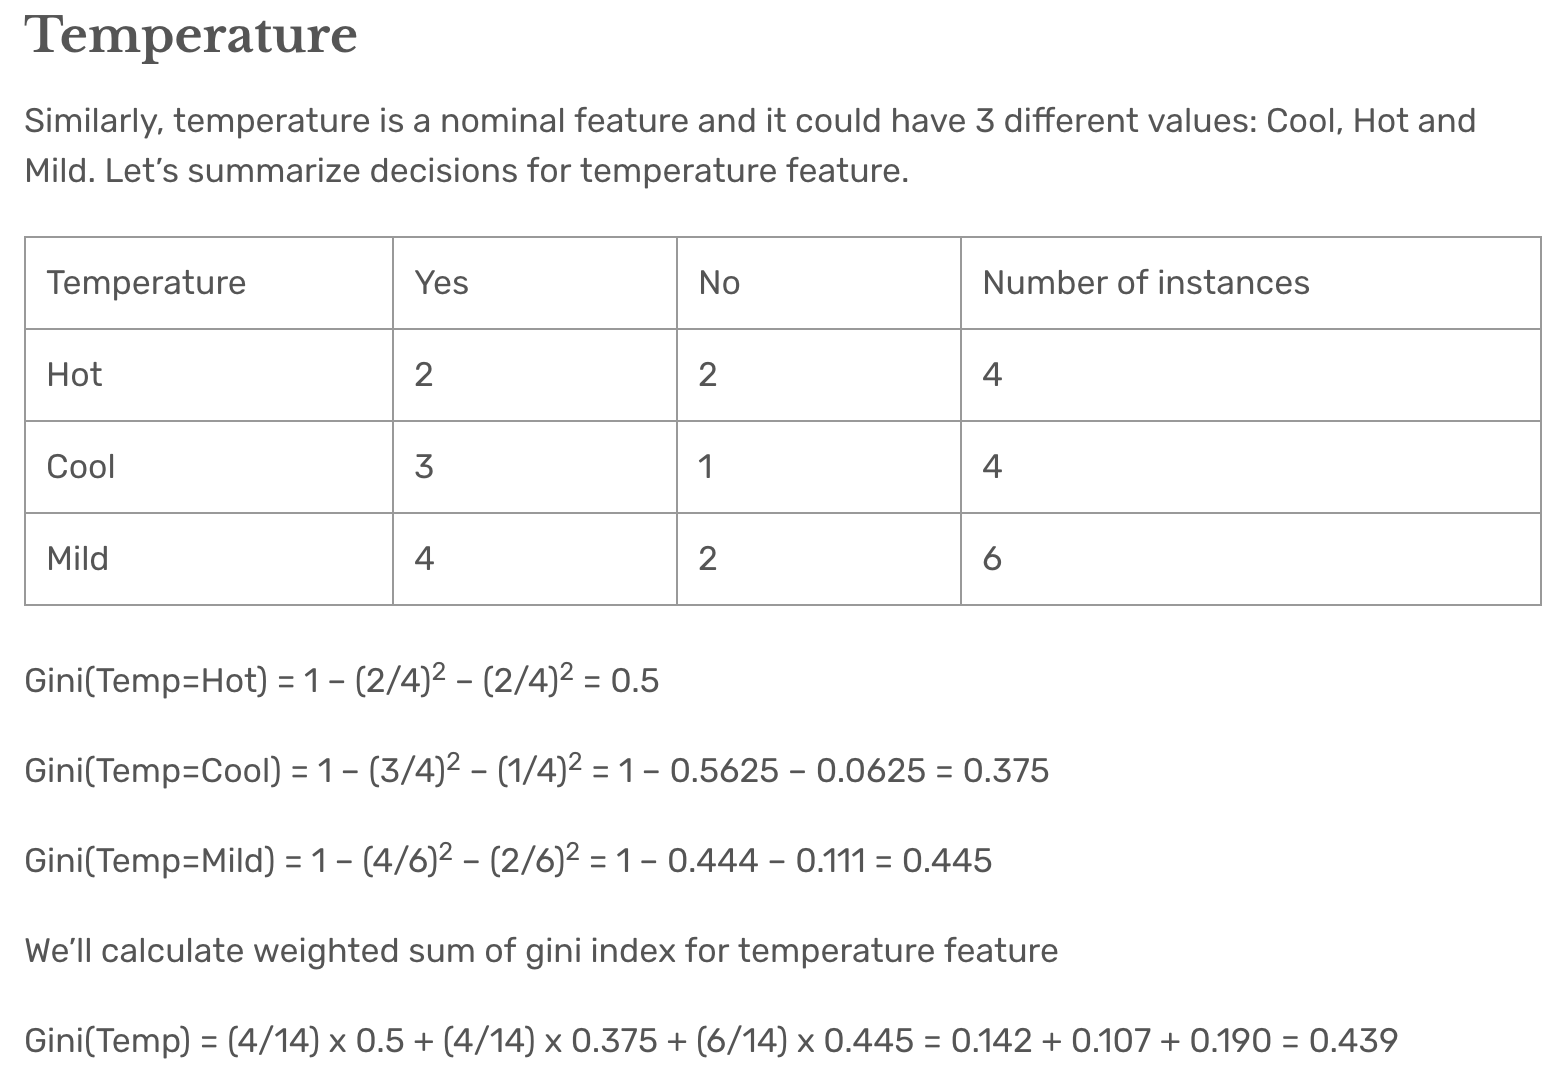 Temperature
Similarly, temperature is a nominal feature and it could have 3 different values: Cool, Hot and
Mild. Let’s summarize decisions for temperature feature.
Temperature Yes No Number of instances
Hot 2 2 4
Cool 3 1 4
Mild 4 2 6
Gini(Temp=Hot) = 1 – (2/4)² – (2/4)² = 0.5
Gini(Temp=Cool) = 1 – (3/4)² – (1/4)² = 1 – 0.5625 – 0.0625 = 0.375
Gini(Temp=Mild) = 1 – (4/6)² – (2/6)² = 1 – 0.444 – 0.111 = 0.445
We’ll calculate weighted sum of gini index for temperature feature
Gini(Temp) = (4/14) x 0.5 + (4/14) x 0.375 + (6/14) x 0.445 = 0.142 + 0.107 + 0.190 = 0.439